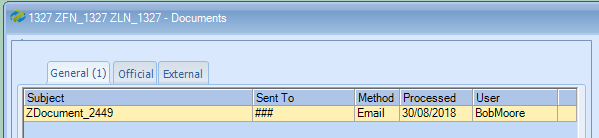 1327 ZFN_1327 ZLN_1327 - Documents
General (1) Official External
Subject Sent To Method Processed User
ZDocument_2449 ### Email 30/08/2018 BobMoore